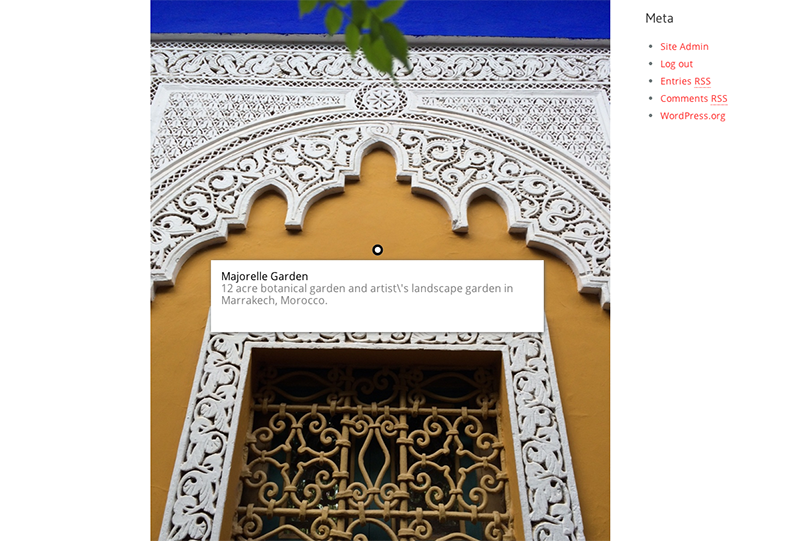 Meta
Site Admin
Log out
Entries RSS
Comments RSS
WordPress.org
Majorelle Garden
12 acre botanical garden and artist\'s landscape garden in
Marrakech, Morocco.